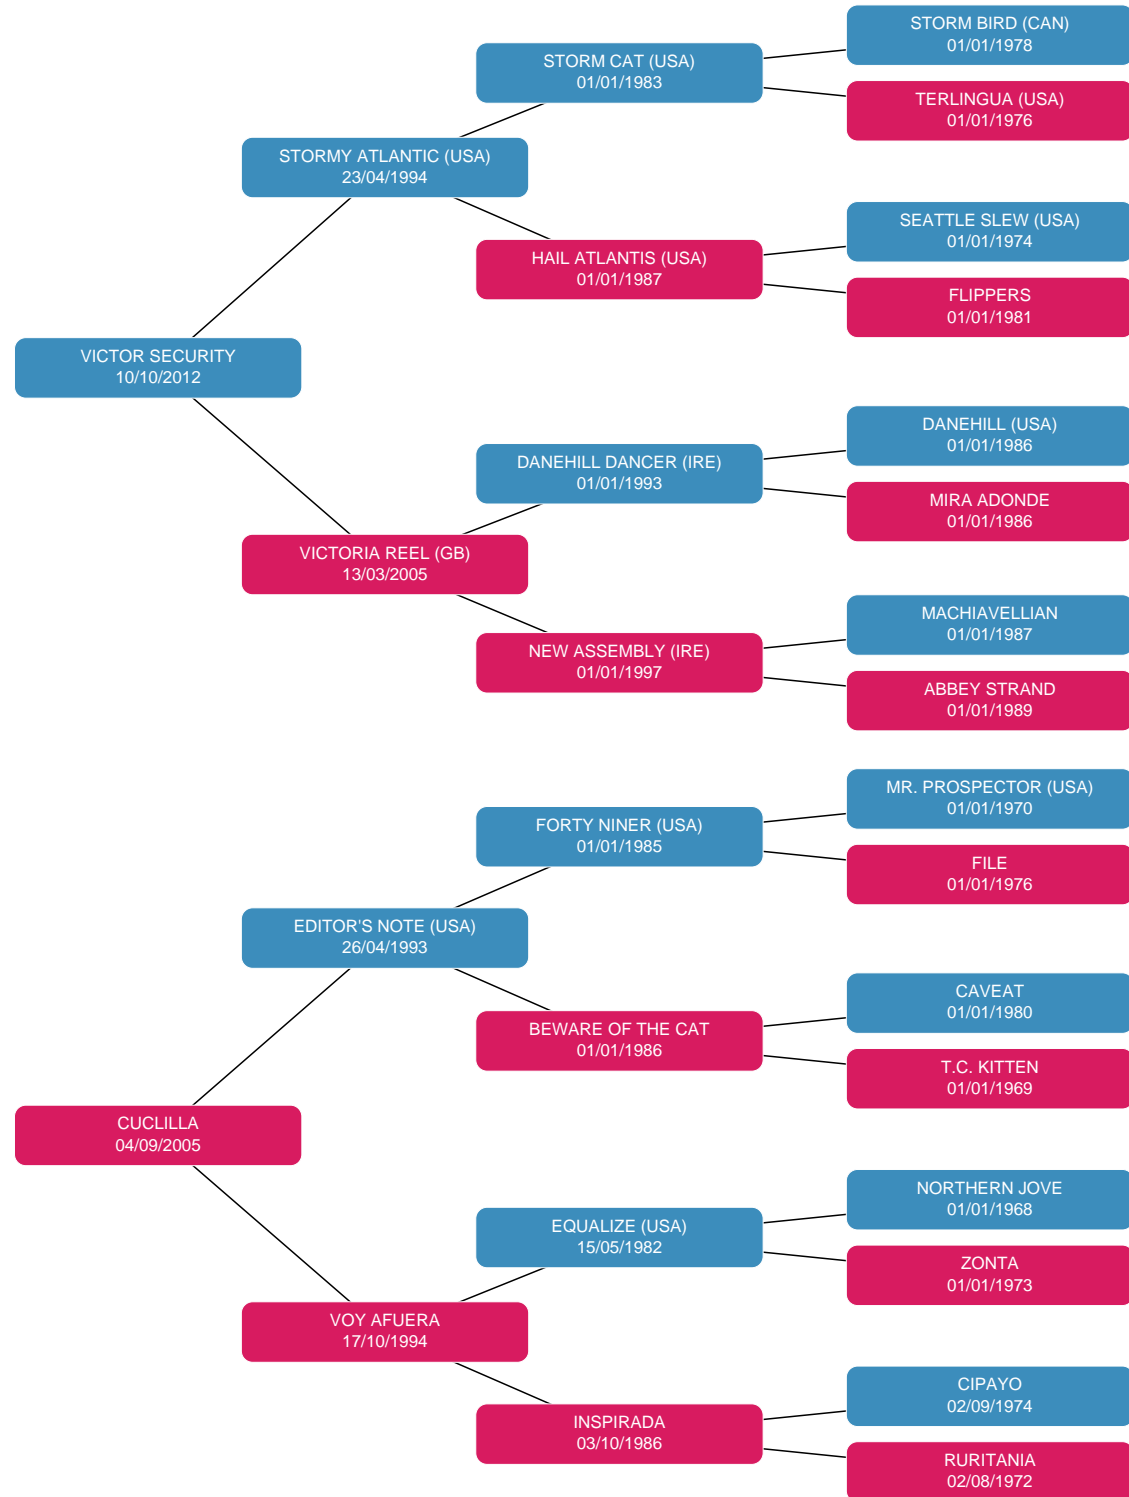 STORM BIRD (CAN)
01/01/1978
STORM CAT (USA)
01/01/1983
TERLINGUA (USA)
01/01/1976
STORMY ATLANTIC (USA)
23/04/1994
SEATTLE SLEW (USA)
01/01/1974
HAIL ATLANTIS (USA)
01/01/1987
FLIPPERS
01/01/1981
VICTOR SECURITY
10/10/2012
DANEHILL (USA)
01/01/1986
DANEHILL DANCER (IRE)
01/01/1993
MIRA ADONDE
01/01/1986
VICTORIA REEL (GB)
13/03/2005
MACHIAVELLIAN
01/01/1987
NEW ASSEMBLY (IRE)
01/01/1997
ABBEY STRAND
01/01/1989
MR. PROSPECTOR (USA)
01/01/1970
FORTY NINER (USA)
01/01/1985
FILE
01/01/1976
EDITOR'S NOTE (USA)
26/04/1993
CAVEAT
01/01/1980
BEWARE OF THE CAT
01/01/1986
T.C. KITTEN
01/01/1969
CUCLILLA
04/09/2005
NORTHERN JOVE
01/01/1968
EQUALIZE (USA)
15/05/1982
ZONTA
01/01/1973
VOY AFUERA
17/10/1994
CIPAYO
02/09/1974
INSPIRADA
03/10/1986
RURITANIA
02/08/1972